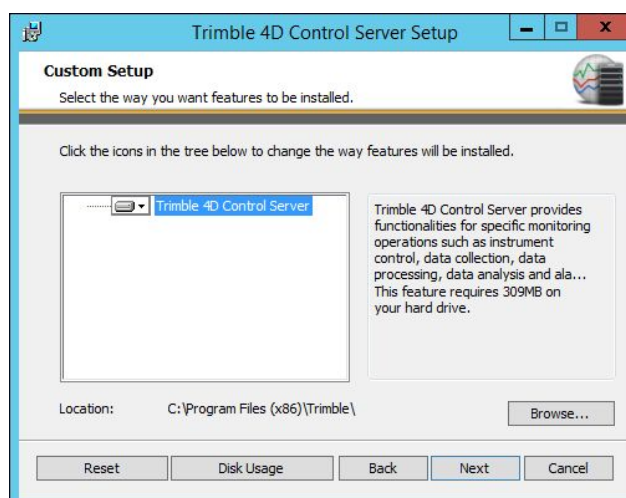 Trimble 4D Control Server Setup
Custom Setup
Select the way you want features to be installed.
Click the icons in the tree below to change the way features will be installed.
Trimble 4D Control Server
Trimble 4D Control Server provides
functionalities for specific monitoring
operations such as instrument
control, data collection, data
processing, data analysis and ala...
This feature requires 309MB on
your hard drive.
Location: C:\Program Files (x86)\Trimble\
Browse...
Reset Disk Usage Back Next Cancel